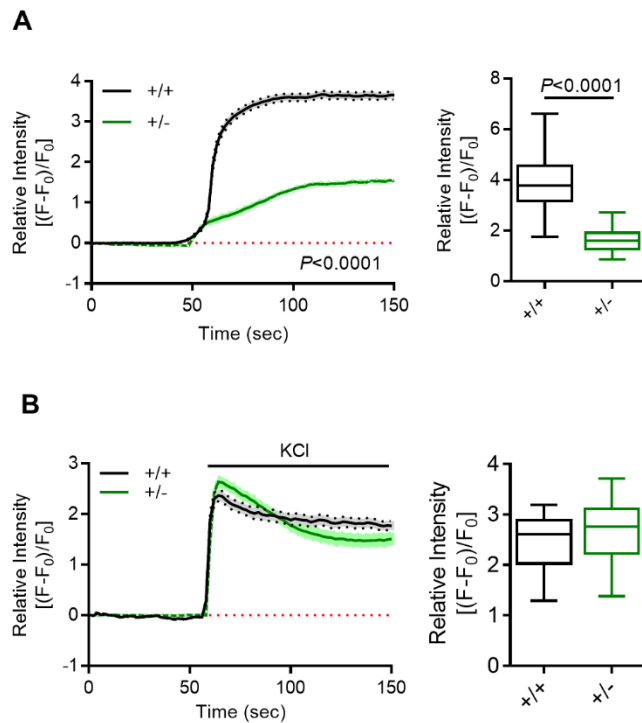 A
Relative Intensity
[(F-F₀)/F₀]
4
3
2
1
0
-1
+/+
+/-
P<0.0001
0
50
100
150
Time (sec)
Relative Intensity
[(F-F₀)/F₀]
8
6
4
2
0
P<0.0001
+/+
+/-
B
Relative Intensity
[(F-F₀)/F₀]
3
2
1
0
-1
+/+
+/-
KCl
0
50
100
150
Time (sec)
Relative Intensity
[(F-F₀)/F₀]
4
3
2
1
0
+/+
+/-